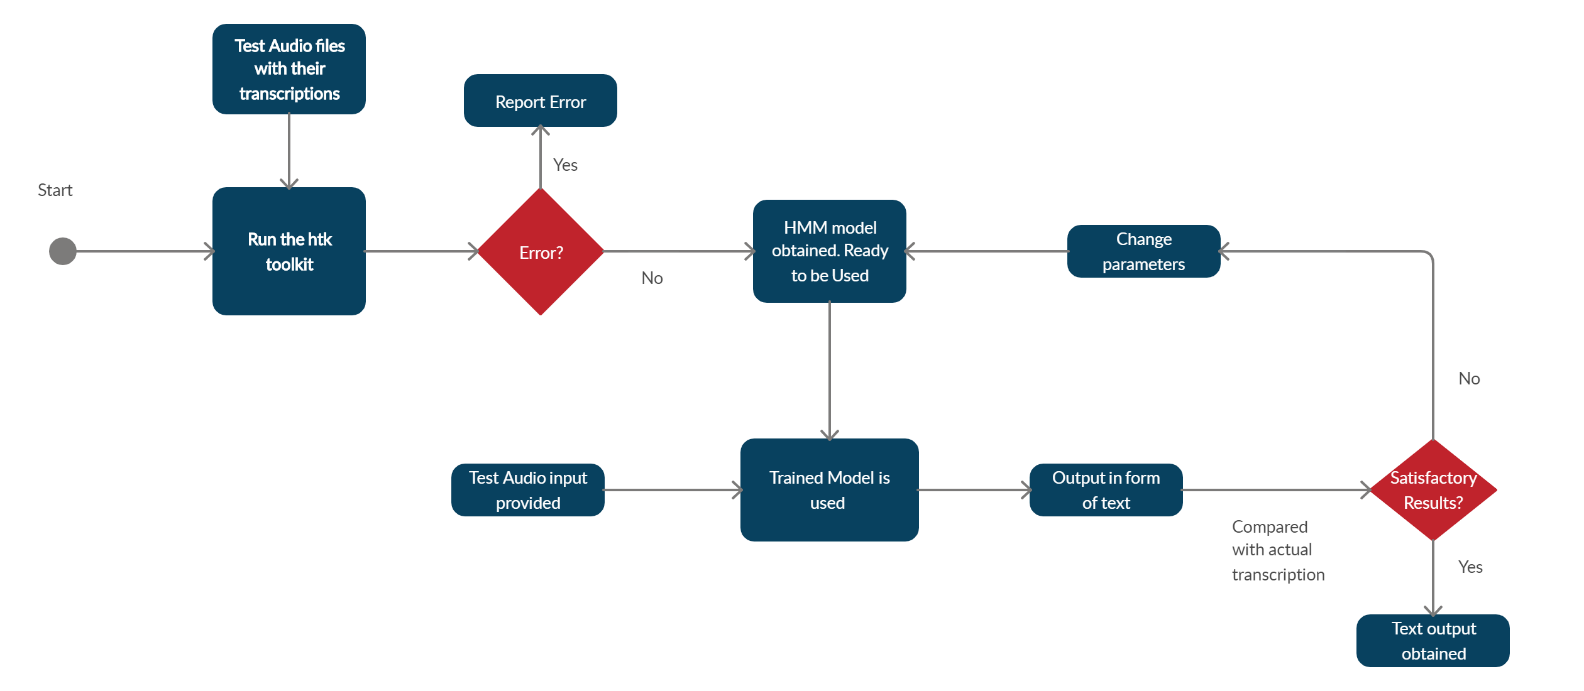 Test Audio files
with their
transcriptions
Report Error
Yes
Start
Run the htk
toolkit
Error?
No
HMM model
obtained. Ready
to be Used
Change
parameters
No
Test Audio input
provided
Trained Model is
used
Output in form
of text
Compared
with actual
transcription
Satisfactory
Results?
Yes
Text output
obtained